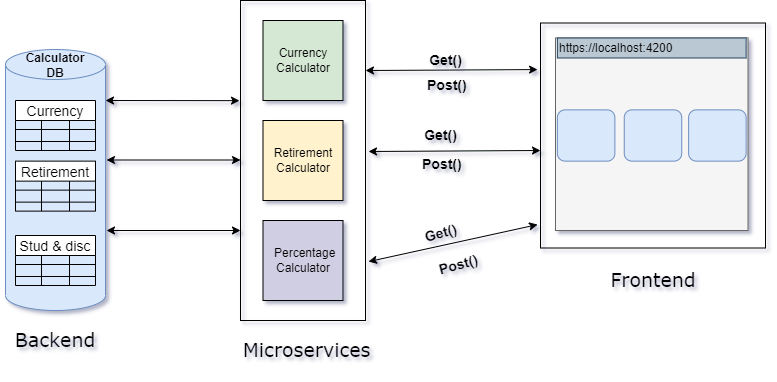 Calculator
DB
Currency
Retirement
Stud & disc
Backend
Currency
Calculator
Retirement
Calculator
Percentage
Calculator
Microservices
Get()
Post()
Get()
Post()
Get()
Post()
https://localhost:4200
Frontend